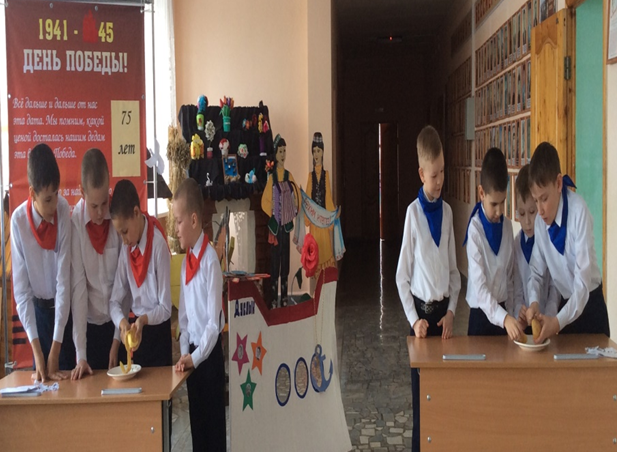 1941 - 45
ДЕНЬ ПОБЕДЫ!
Всё дальше и дальше от нас
эта дата. Мы помним, какой
ценой досталась нашим дедам
эта Победа.
75
лет